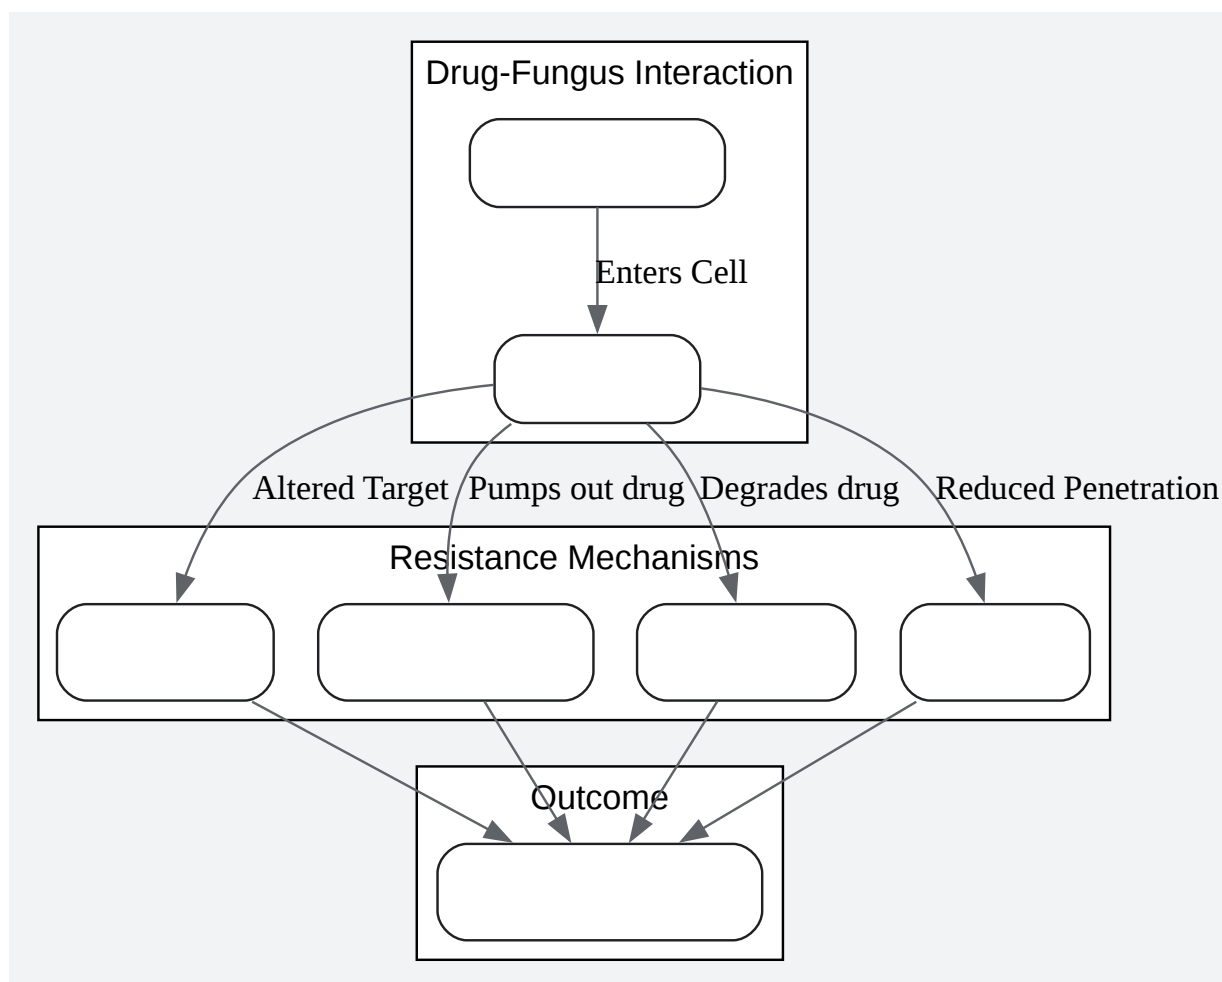 Drug-Fungus Interaction
Enters Cell
Altered Target
Pumps out drug
Degrades drug
Reduced Penetration
Resistance Mechanisms
Outcome